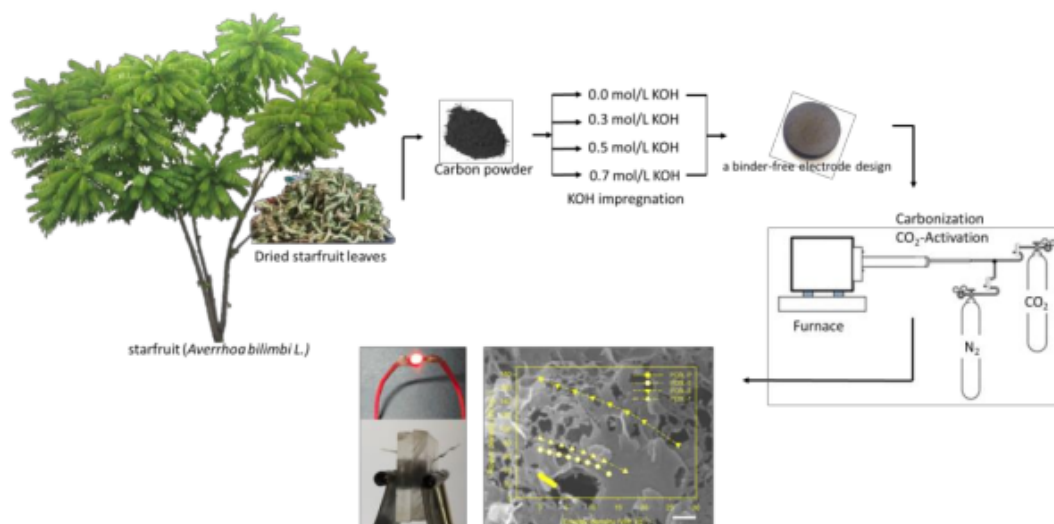 0.0 mol/L KOH
0.3 mol/L KOH
0.5 mol/L KOH
0.7 mol/L KOH
Carbon powder
KOH impregnation
a binder-free electrode design
Dried starfruit leaves
starfruit (Averrhoa bilimbi L.)
Carbonization
CO₂-Activation
Furnace
N₂
CO₂